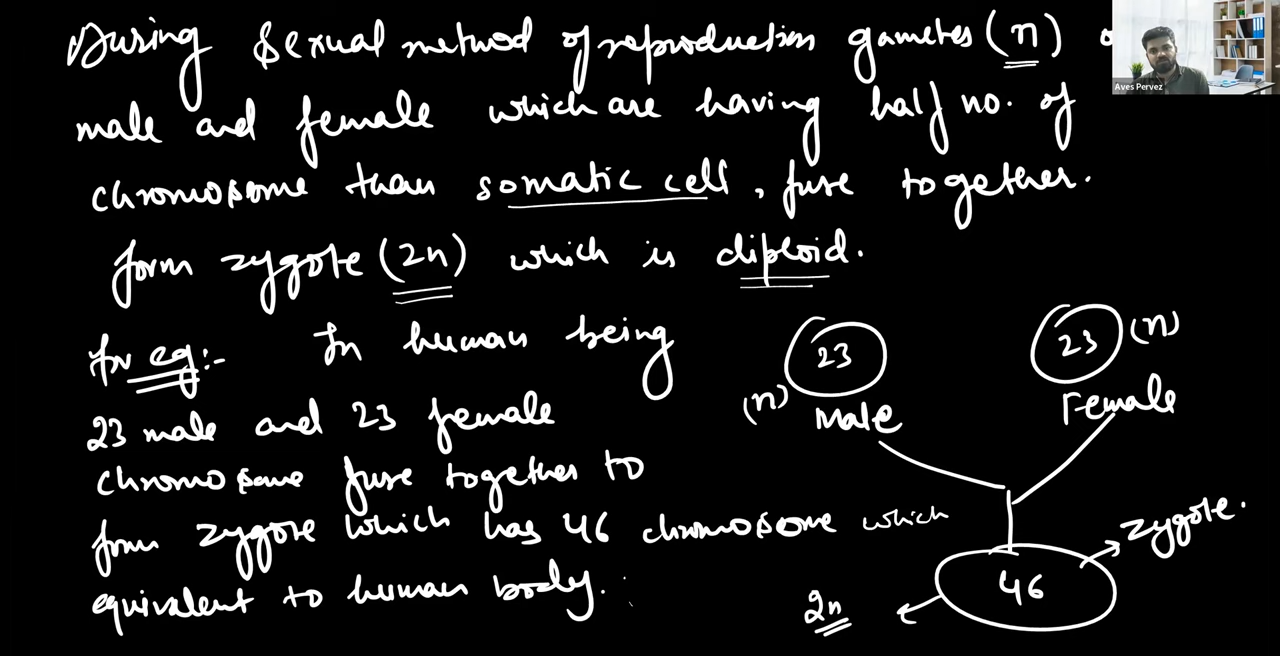 During sexual method of reproduction gametes (n)
male and female which are having half no. of
chromosome than somatic cell, fuse together.
form zygote (2n) which is diploid.
for eg:- In human being
23 male and 23 female
chromosome fuse together to
form zygote which has 46 chromosome which
equivalent to human body.
23
(n)
Male
23 (n)
Female
46
zygote.
2n
Aves Pervez